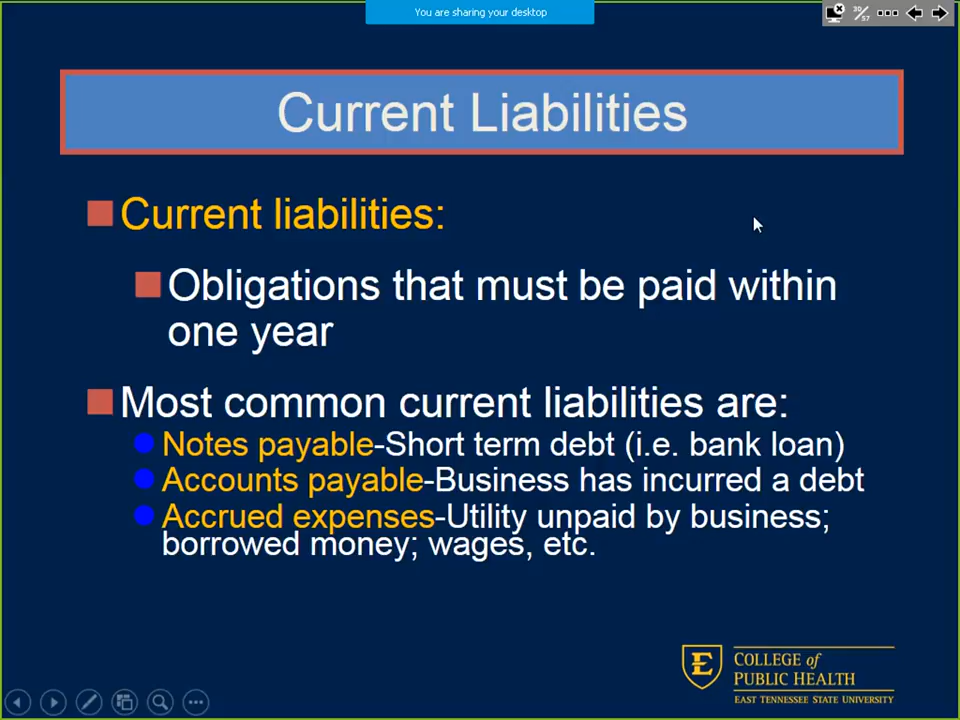 You are sharing your desktop
30/57
Current Liabilities
Current liabilities:
Obligations that must be paid within
one year
Most common current liabilities are:
Notes payable-Short term debt (i.e. bank loan)
Accounts payable-Business has incurred a debt
Accrued expenses-Utility unpaid by business;
borrowed money; wages, etc.
E
COLLEGE of
PUBLIC HEALTH
EAST TENNESSEE STATE UNIVERSITY